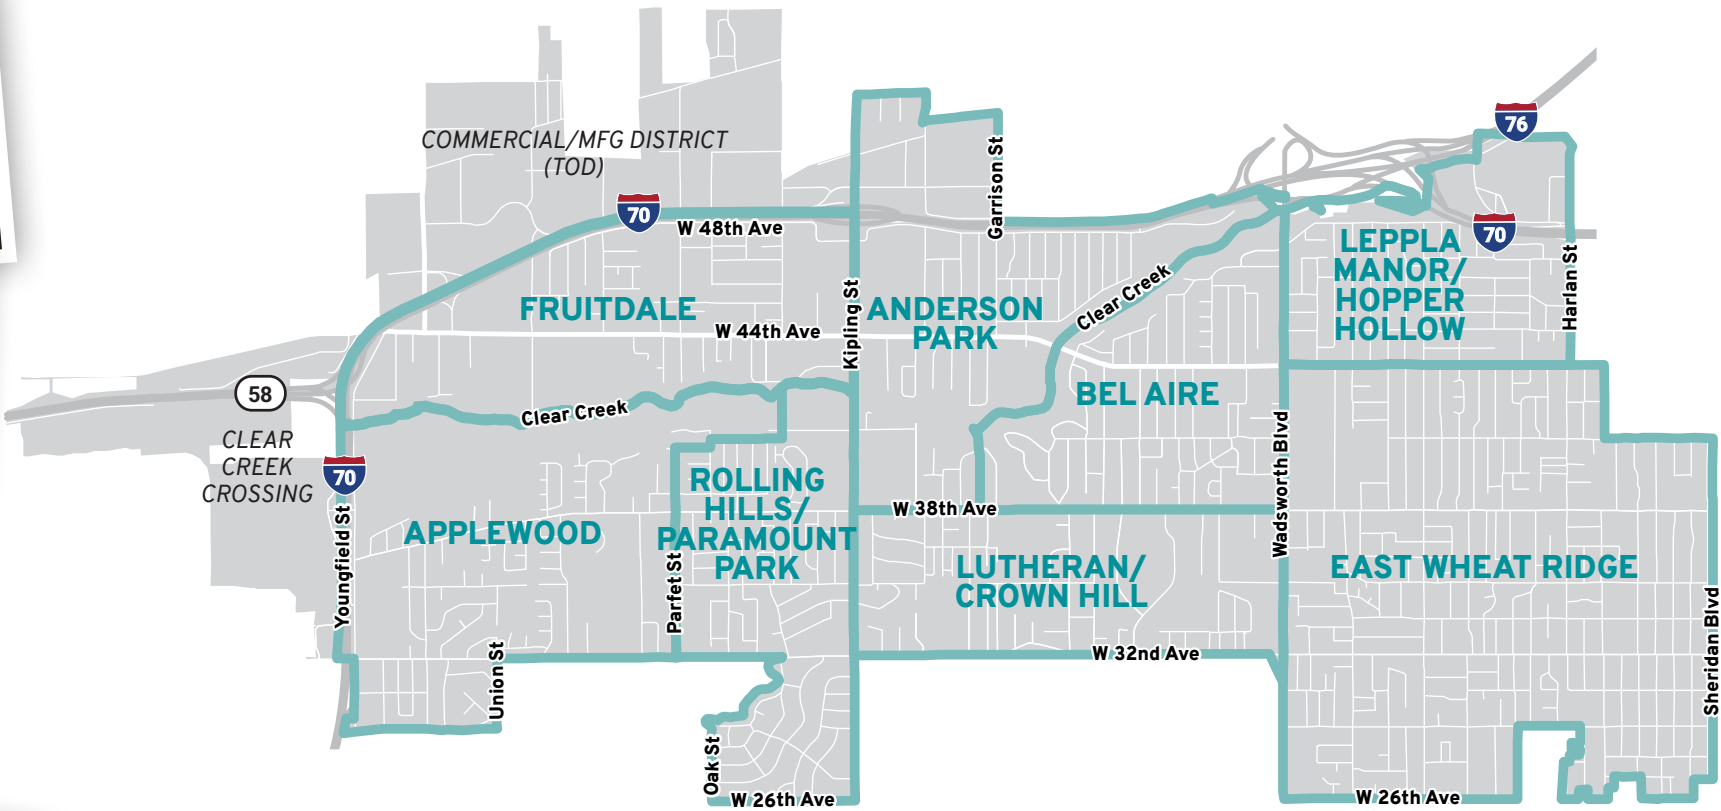 76
COMMERCIAL/MFG DISTRICT
(TOD)
Garrison St
70
W 48th Ave
70
LEPPLA
MANOR/
HOPPER
HOLLOW
Harlan St
Clear Creek
FRUITDALE
Kipling St
ANDERSON
PARK
W 44th Ave
58
Clear Creek
BEL AIRE
CLEAR
CREEK
CROSSING
70
Wadsworth Blvd
ROLLING
HILLS/
PARAMOUNT
PARK
W 38th Ave
Youngfield St
APPLEWOOD
Parfet St
LUTHERAN/
CROWN HILL
EAST WHEAT RIDGE
Sheridan Blvd
Union St
W 32nd Ave
Oak St
W 26th Ave
W 26th Ave